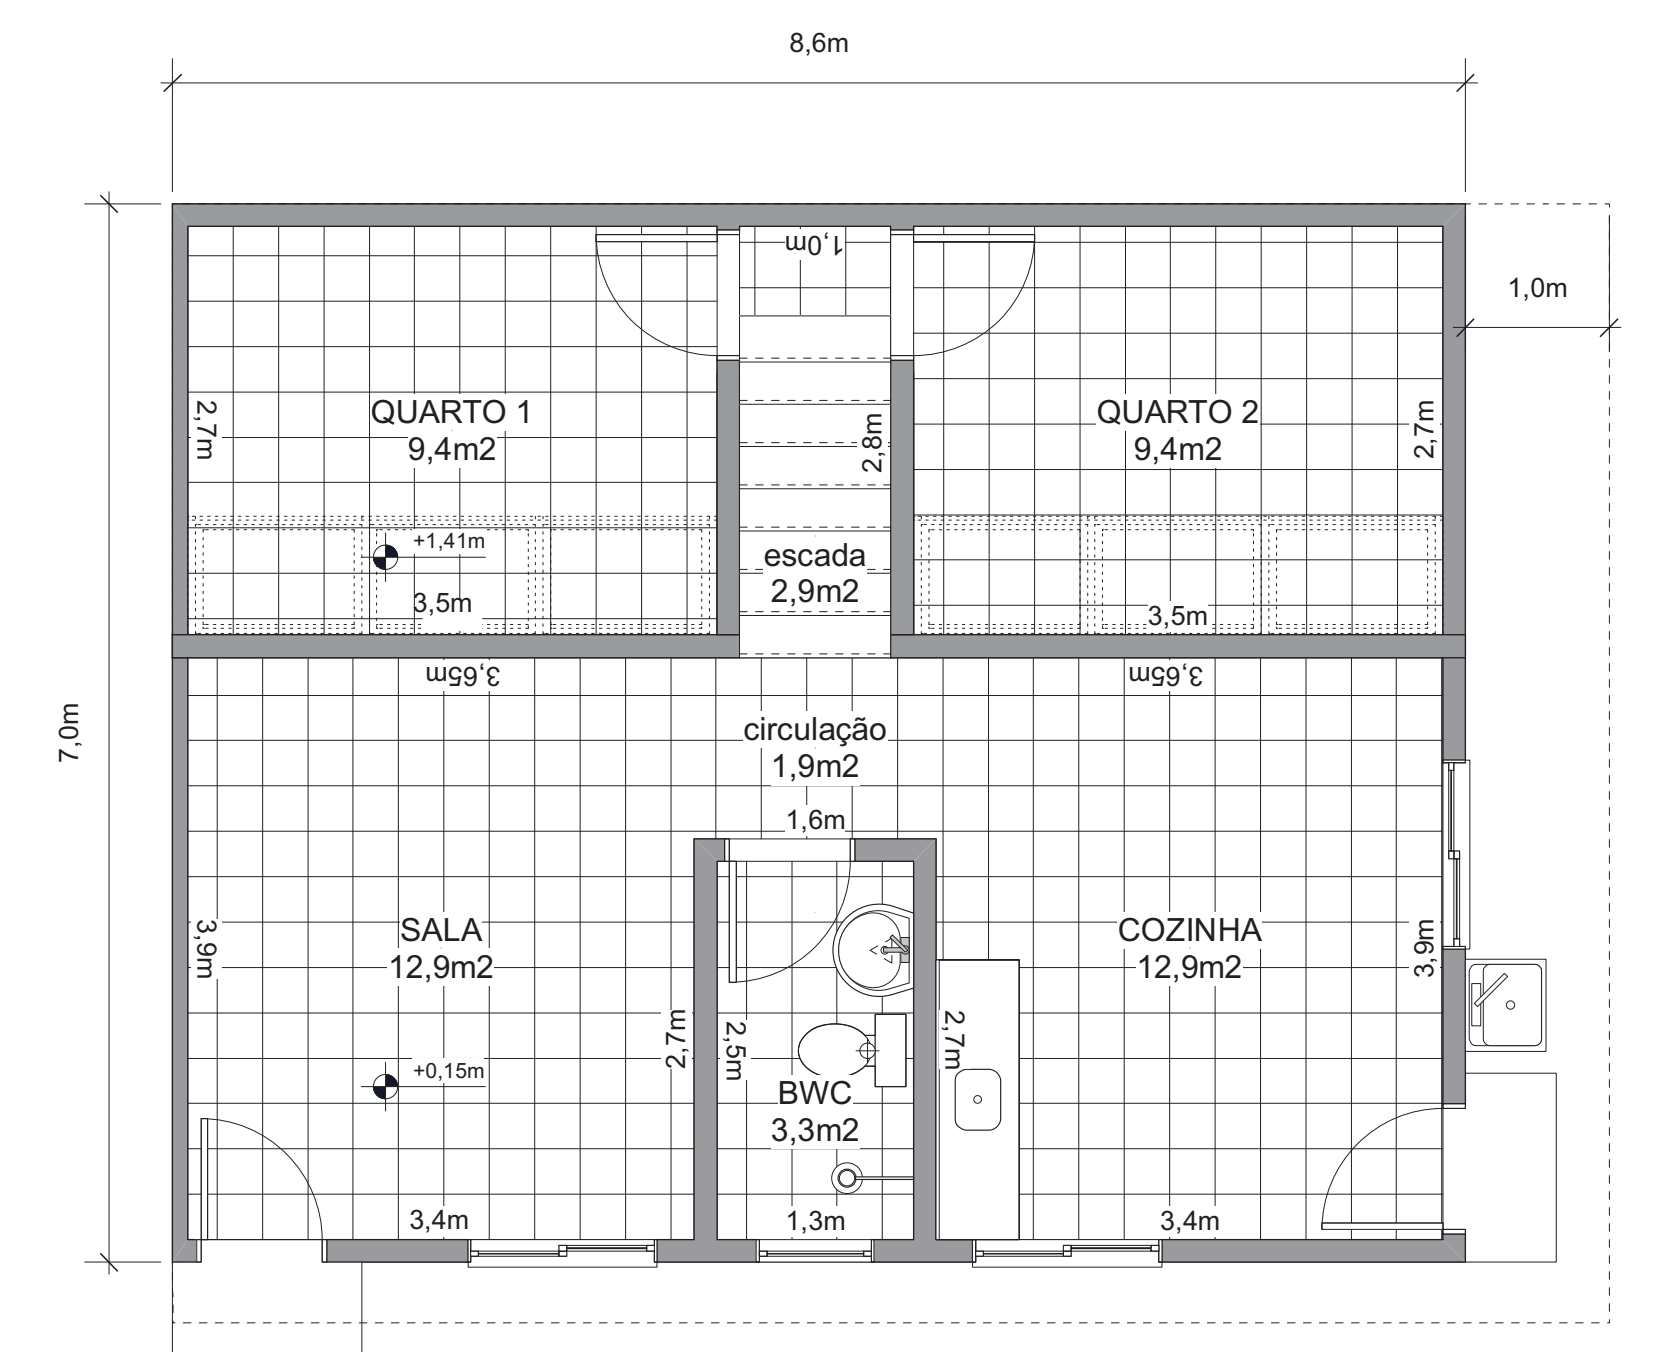 8,6m
1,0m
1,0m
QUARTO 1
9,4m2
2,7m
QUARTO 2
9,4m2
2,7m
2,8m
+1,41m
3,5m
escada
2,9m2
3,5m
3,65m
3,65m
7,0m
circulação
1,9m2
1,6m
SALA
12,9m2
3,9m
COZINHA
12,9m2
3,9m
2,7m
2,5m
2,7m
+0,15m
BWC
3,3m2
3,4m
1,3m
3,4m